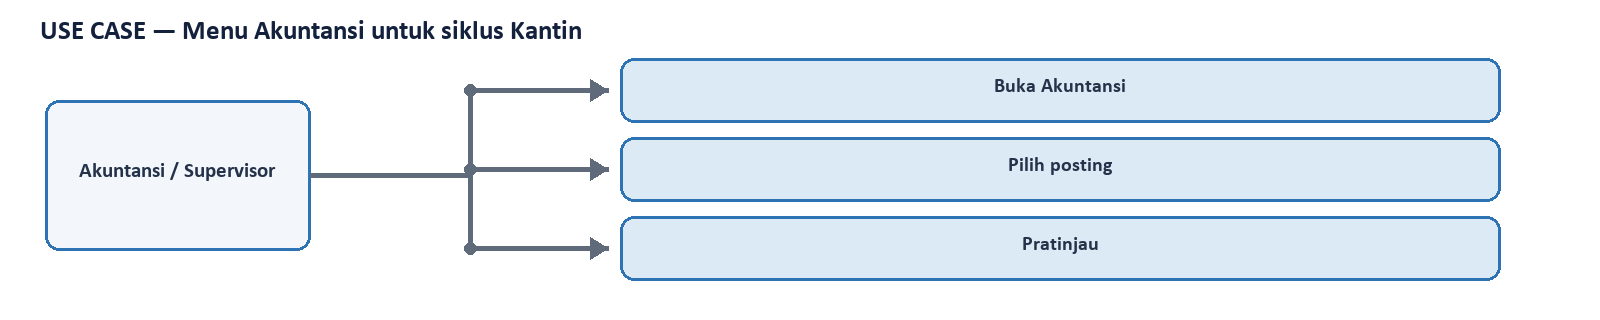 USE CASE — Menu Akuntansi untuk siklus Kantin
Akuntansi / Supervisor
Buka Akuntansi
Pilih posting
Pratinjau